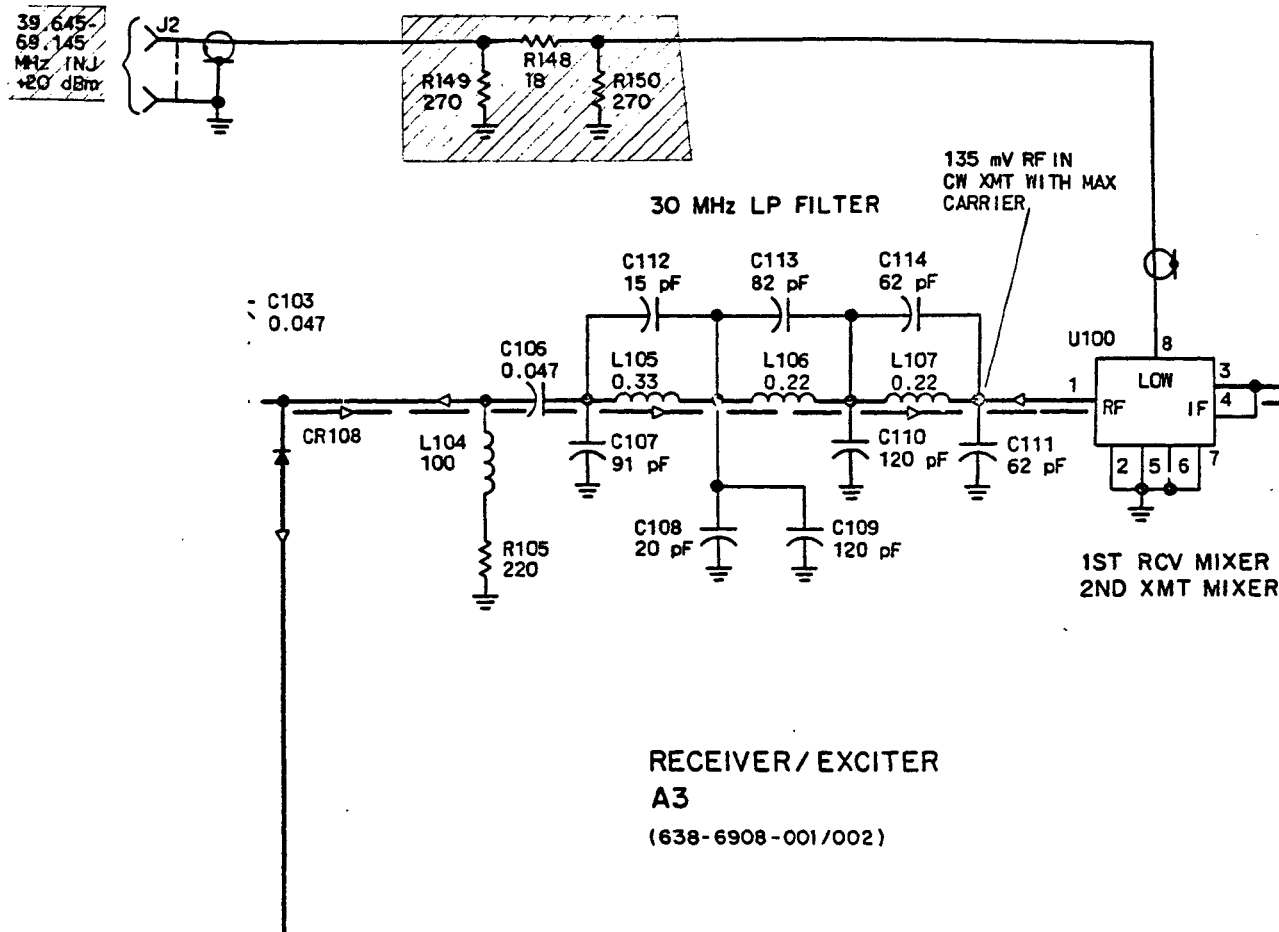 39.645-
69.145
MHz INJ
+20 dBm
J2
R149
270
R148
18
R150
270
135 mV RF IN
CW XMT WITH MAX
CARRIER
30 MHz LP FILTER
C112
15 pF
C113
82 pF
C114
62 pF
C103
0.047
C106
0.047
L105
0.33
L106
0.22
L107
0.22
U100
8
LOW
1
RF
IF
3
4
2
5
6
7
CR108
L104
100
C107
91 pF
C110
120 pF
C111
62 pF
R105
220
C108
20 pF
C109
120 pF
1ST RCV MIXER
2ND XMT MIXER
RECEIVER/EXCITER
A3
(638-6908-001/002)